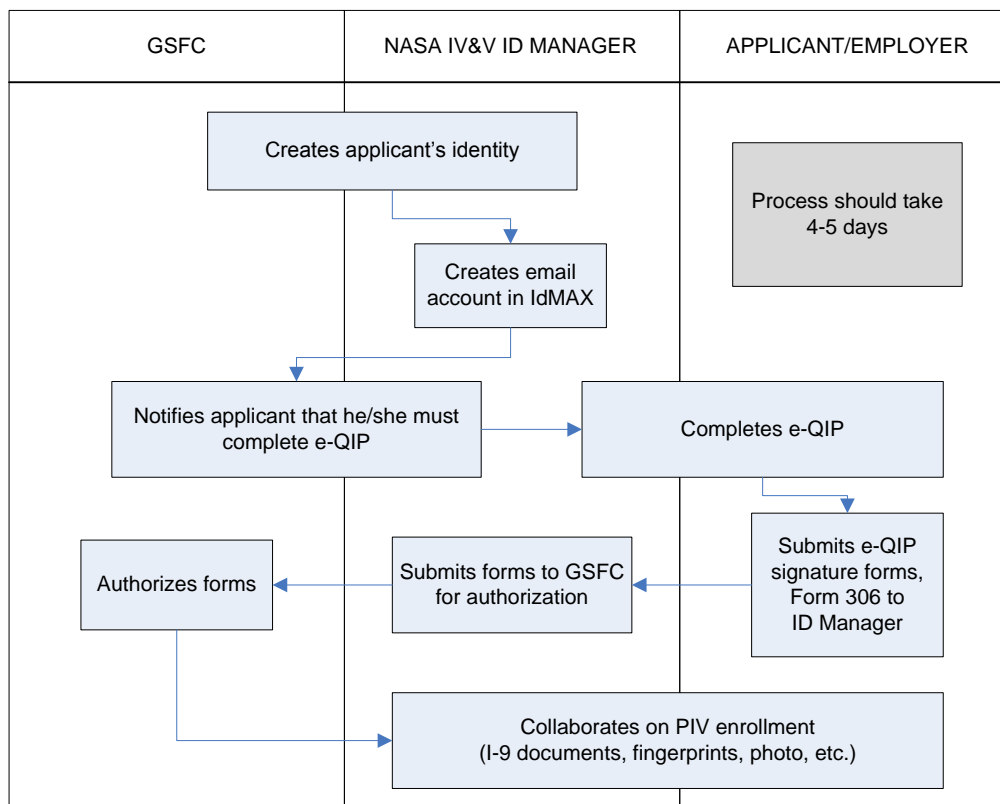 GSFC
NASA IV&V ID MANAGER
APPLICANT/EMPLOYER
Creates applicant’s identity
Process should take
4-5 days
Creates email
account in IdMAX
Notifies applicant that he/she must
complete e-QIP
Completes e-QIP
Authorizes forms
Submits forms to GSFC
for authorization
Submits e-QIP
signature forms,
Form 306 to
ID Manager
Collaborates on PIV enrollment
(I-9 documents, fingerprints, photo, etc.)